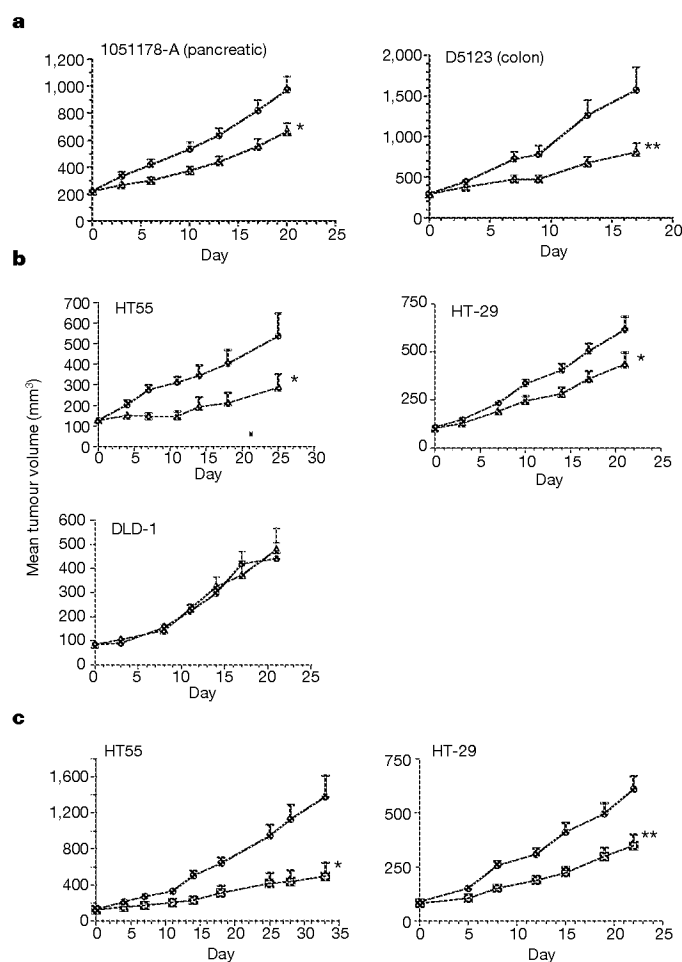 a
1051178-A (pancreatic)
1,200
1,000
800
600
400
200
0
*
0 5 10 15 20 25
Day
D5123 (colon)
2,000
1,500
1,000
500
0
**
0 5 10 15 20
Day
b
Mean tumour volume (mm³)
HT55
700
600
500
400
300
200
100
0
*
0 5 10 15 20 25 30
Day
HT-29
750
500
250
0
*
0 5 10 15 20 25
Day
DLD-1
600
500
400
300
200
100
0
0 5 10 15 20 25
Day
c
HT55
1,600
1,200
800
400
0
*
0 5 10 15 20 25 30 35
Day
HT-29
750
500
250
0
**
0 5 10 15 20 25
Day